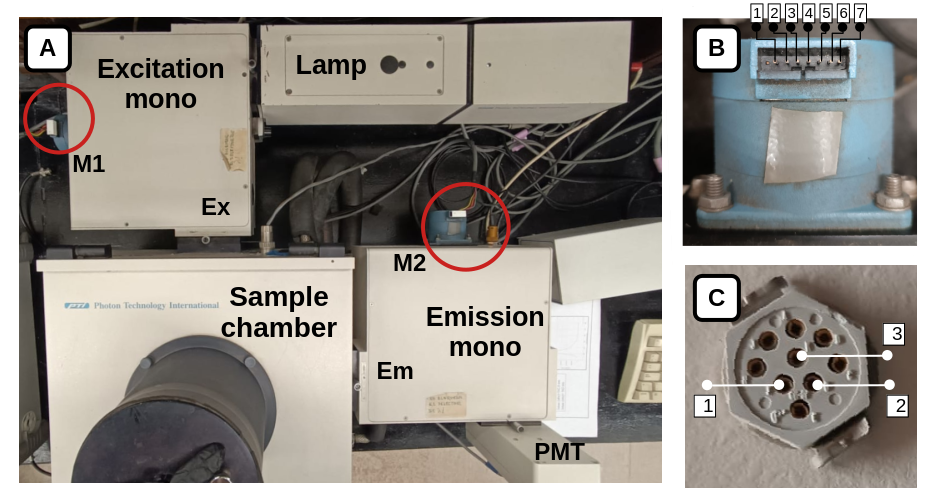 A
Excitation
mono
Lamp
M1
Ex
M2
Photon Technology International
Sample
chamber
Emission
mono
Em
PMT
1 2 3 4 5 6 7
B
C
3
1
2